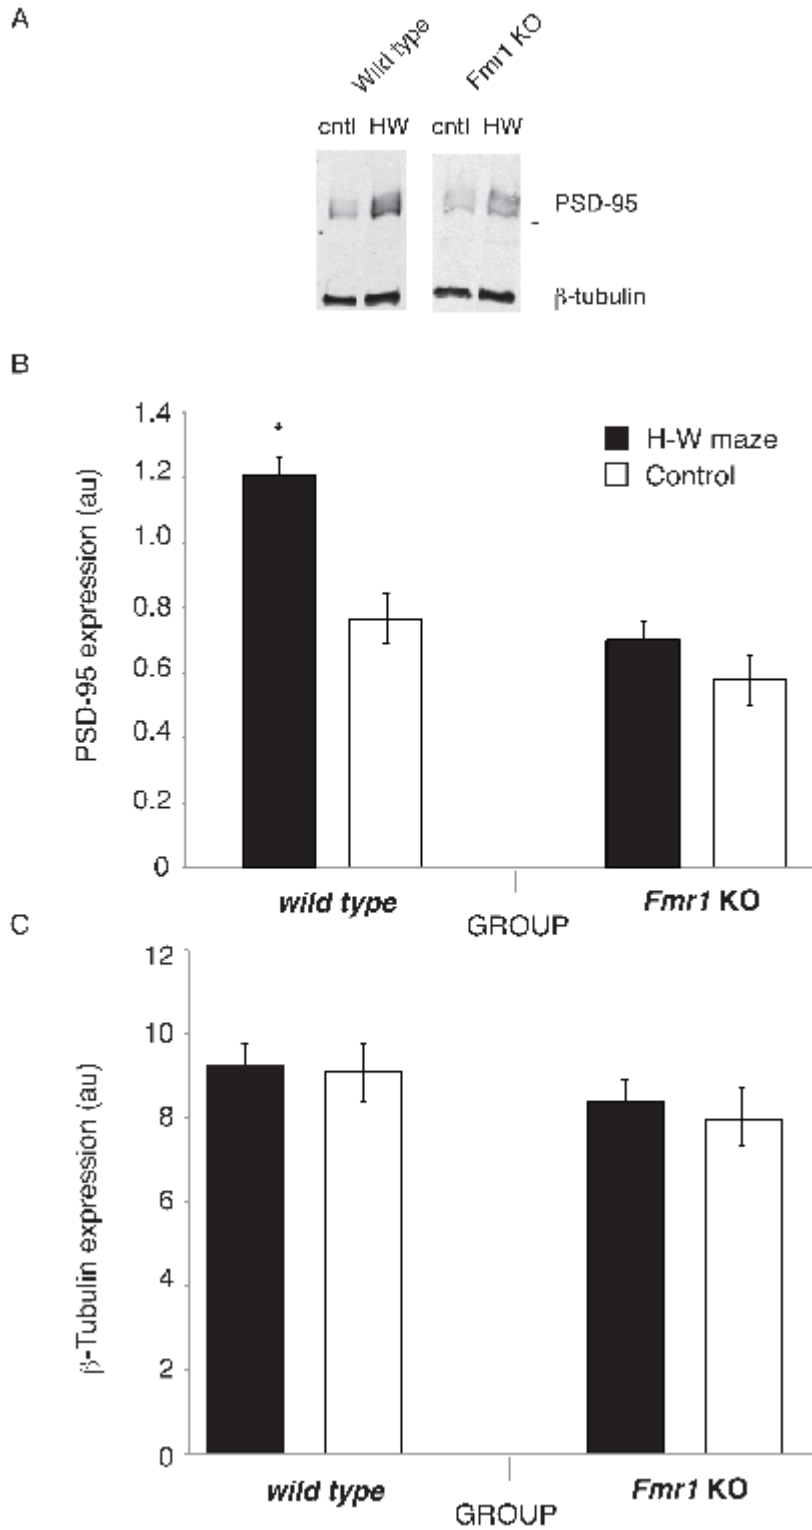 A
Wild type Fmr1 KO
cntl HW cntl HW
PSD-95
-
β-tubulin
B
PSD-95 expression (au)
1.4
1.2
1.0
0.8
0.6
0.4
0.2
0
*
H-W maze
Control
wild type Fmr1 KO
GROUP
C
β-Tubulin expression (au)
12
10
8
6
4
2
0
wild type Fmr1 KO
GROUP